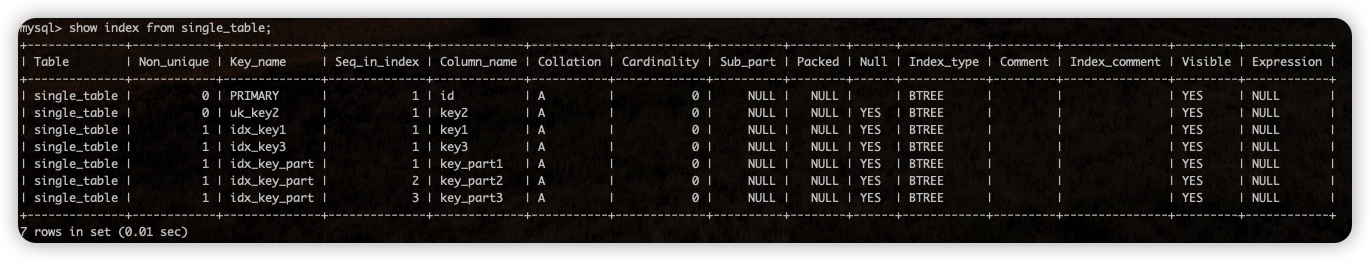 mysql> show index from single_table;
+--------------+------------+--------------+--------------+-------------+-----------+-------------+----------+--------+------+------------+---------+---------------+---------+------------+
| Table        | Non_unique | Key_name     | Seq_in_index | Column_name | Collation | Cardinality | Sub_part | Packed | Null | Index_type | Comment | Index_comment | Visible | Expression |
+--------------+------------+--------------+--------------+-------------+-----------+-------------+----------+--------+------+------------+---------+---------------+---------+------------+
| single_table |          0 | PRIMARY      |            1 | id          | A         |           0 |     NULL |   NULL |      | BTREE      |         |               | YES     | NULL       |
| single_table |          0 | uk_key2      |            1 | key2        | A         |           0 |     NULL |   NULL | YES  | BTREE      |         |               | YES     | NULL       |
| single_table |          1 | idx_key1     |            1 | key1        | A         |           0 |     NULL |   NULL | YES  | BTREE      |         |               | YES     | NULL       |
| single_table |          1 | idx_key3     |            1 | key3        | A         |           0 |     NULL |   NULL | YES  | BTREE      |         |               | YES     | NULL       |
| single_table |          1 | idx_key_part |            1 | key_part1   | A         |           0 |     NULL |   NULL | YES  | BTREE      |         |               | YES     | NULL       |
| single_table |          1 | idx_key_part |            2 | key_part2   | A         |           0 |     NULL |   NULL | YES  | BTREE      |         |               | YES     | NULL       |
| single_table |          1 | idx_key_part |            3 | key_part3   | A         |           0 |     NULL |   NULL | YES  | BTREE      |         |               | YES     | NULL       |
+--------------+------------+--------------+--------------+-------------+-----------+-------------+----------+--------+------+------------+---------+---------------+---------+------------+
7 rows in set (0.01 sec)